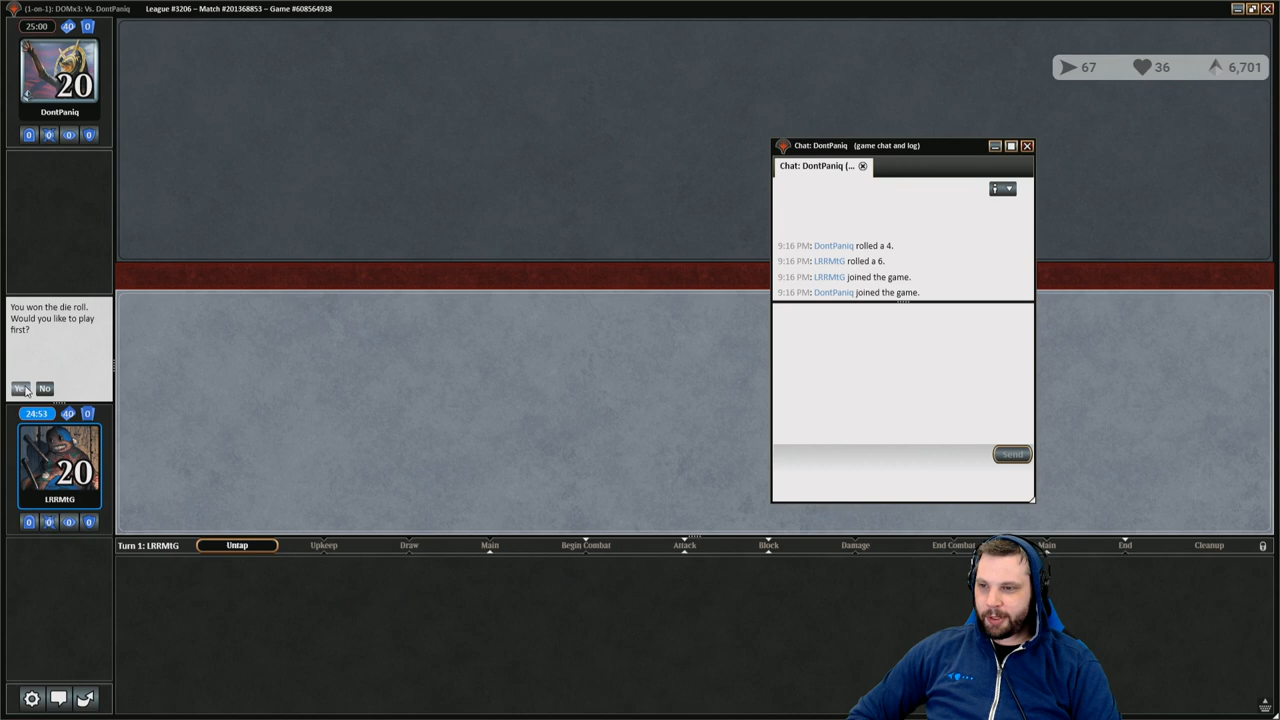 (1-on-1): DOMx3: Vs. DontPaniq League #3206 – Match #201368853 – Game #608564938
25:00 40 0
20
DontPaniq
0 0 0 0
67 36 6,701
Chat: DontPaniq (game chat and log)
Chat: DontPaniq (...
9:16 PM: DontPaniq rolled a 4.
9:16 PM: LRRMtG rolled a 6.
9:16 PM: LRRMtG joined the game.
9:16 PM: DontPaniq joined the game.
Send
You won the die roll.
Would you like to play
first?
Yes No
24:53 40 0
20
LRRMtG
0 0 0 0
Turn 1: LRRMtG Untap Upkeep Draw Main Begin Combat Attack Block Damage End Combat Main End Cleanup